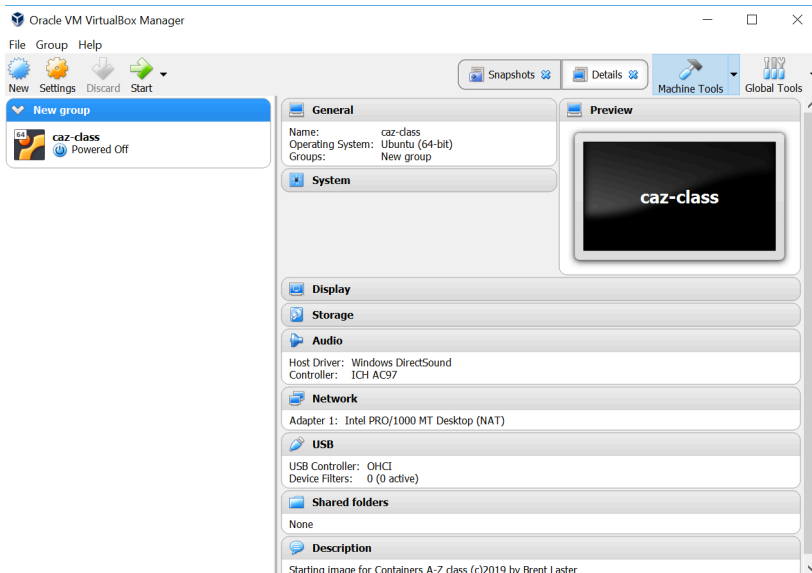 Oracle VM VirtualBox Manager
File Group Help
New Settings Discard Start
Snapshots Details Machine Tools Global Tools
New group
64
caz-class
Powered Off
General
Name: caz-class
Operating System: Ubuntu (64-bit)
Groups: New group
System
Preview
caz-class
Display
Storage
Audio
Host Driver: Windows DirectSound
Controller: ICH AC97
Network
Adapter 1: Intel PRO/1000 MT Desktop (NAT)
USB
USB Controller: OHCI
Device Filters: 0 (0 active)
Shared folders
None
Description
Starting image for Containers A-Z class (c)2019 by Brent Laster